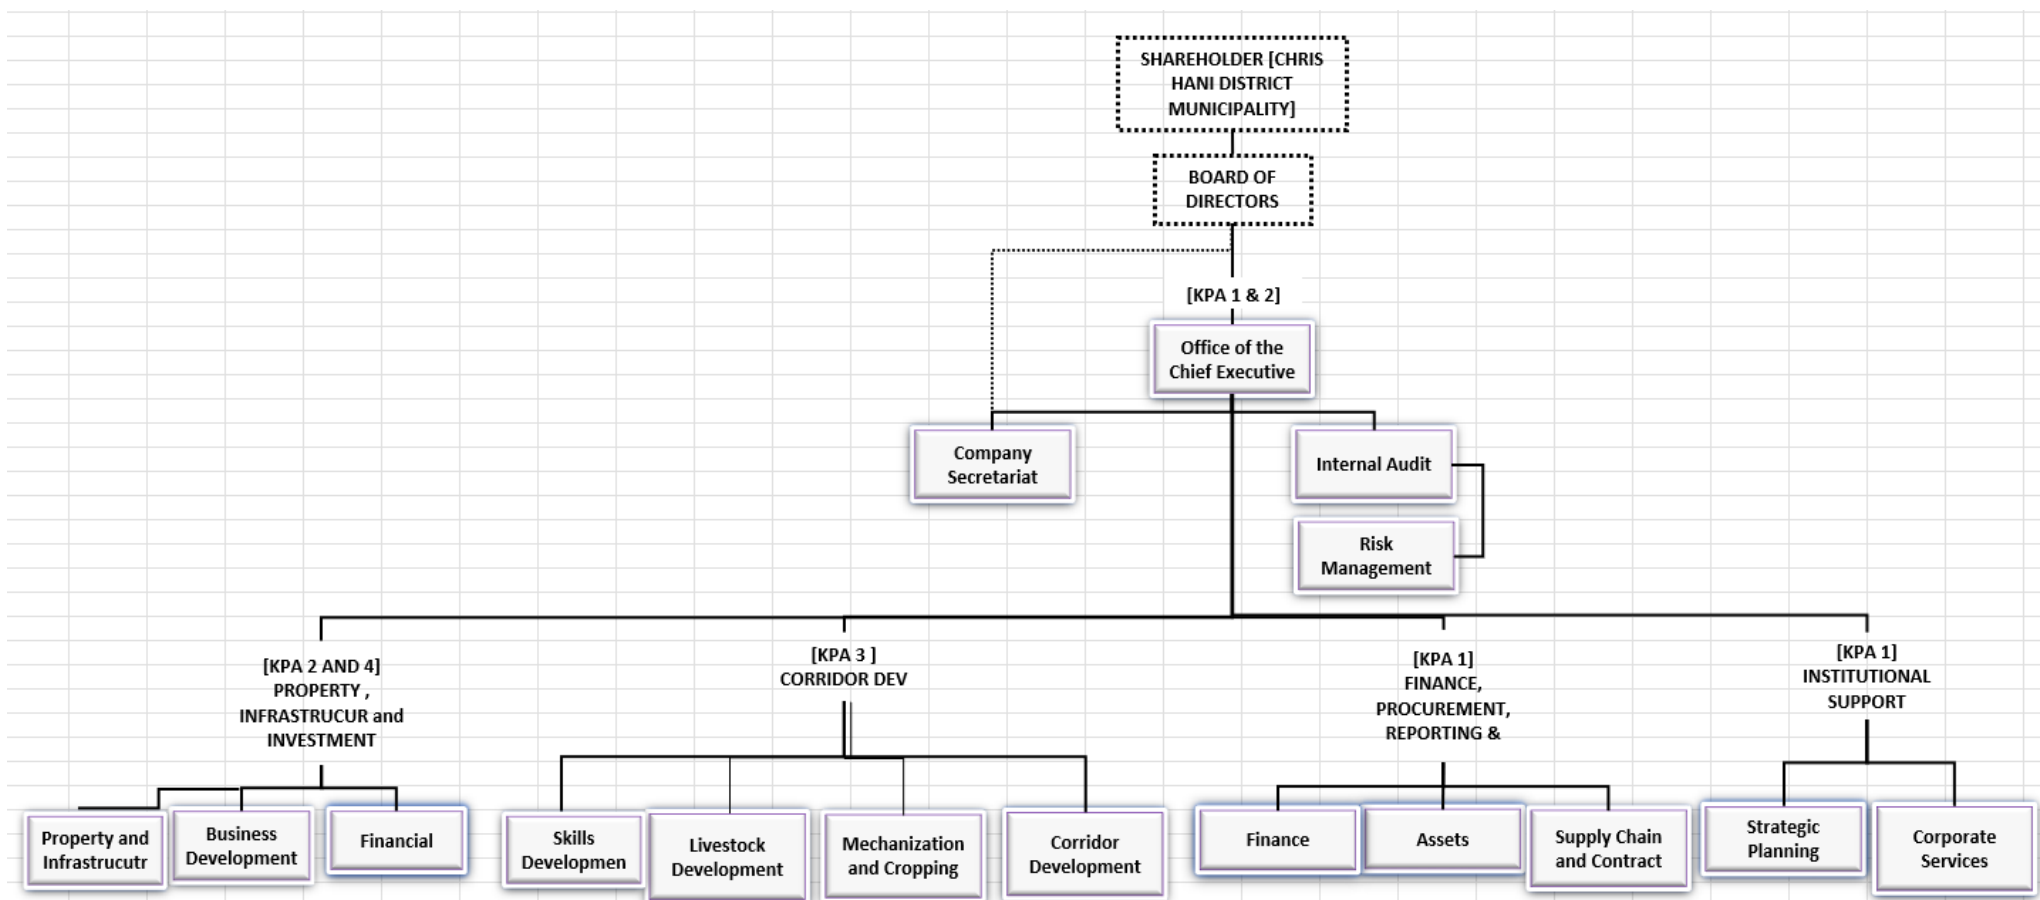 SHAREHOLDER [CHRIS
HANI DISTRICT
MUNICIPALITY]
BOARD OF
DIRECTORS
[KPA 1 & 2]
Office of the
Chief Executive
Company
Secretariat
Internal Audit
Risk
Management
[KPA 2 AND 4]
PROPERTY ,
INFRASTRUCUR and
INVESTMENT
[KPA 3 ]
CORRIDOR DEV
[KPA 1]
FINANCE,
PROCUREMENT,
REPORTING &
[KPA 1]
INSTITUTIONAL
SUPPORT
Property and
Infrastrucutr
Business
Development
Financial
Skills
Developmen
Livestock
Development
Mechanization
and Cropping
Corridor
Development
Finance
Assets
Supply Chain
and Contract
Strategic
Planning
Corporate
Services